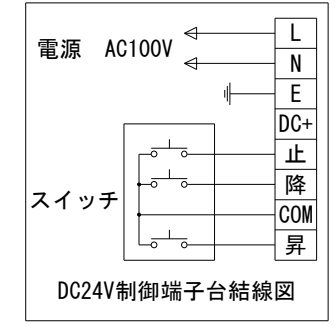 電源 AC100V
L
N
E
DC+
止
降
COM
昇
スイッチ
DC24V制御端子台結線図